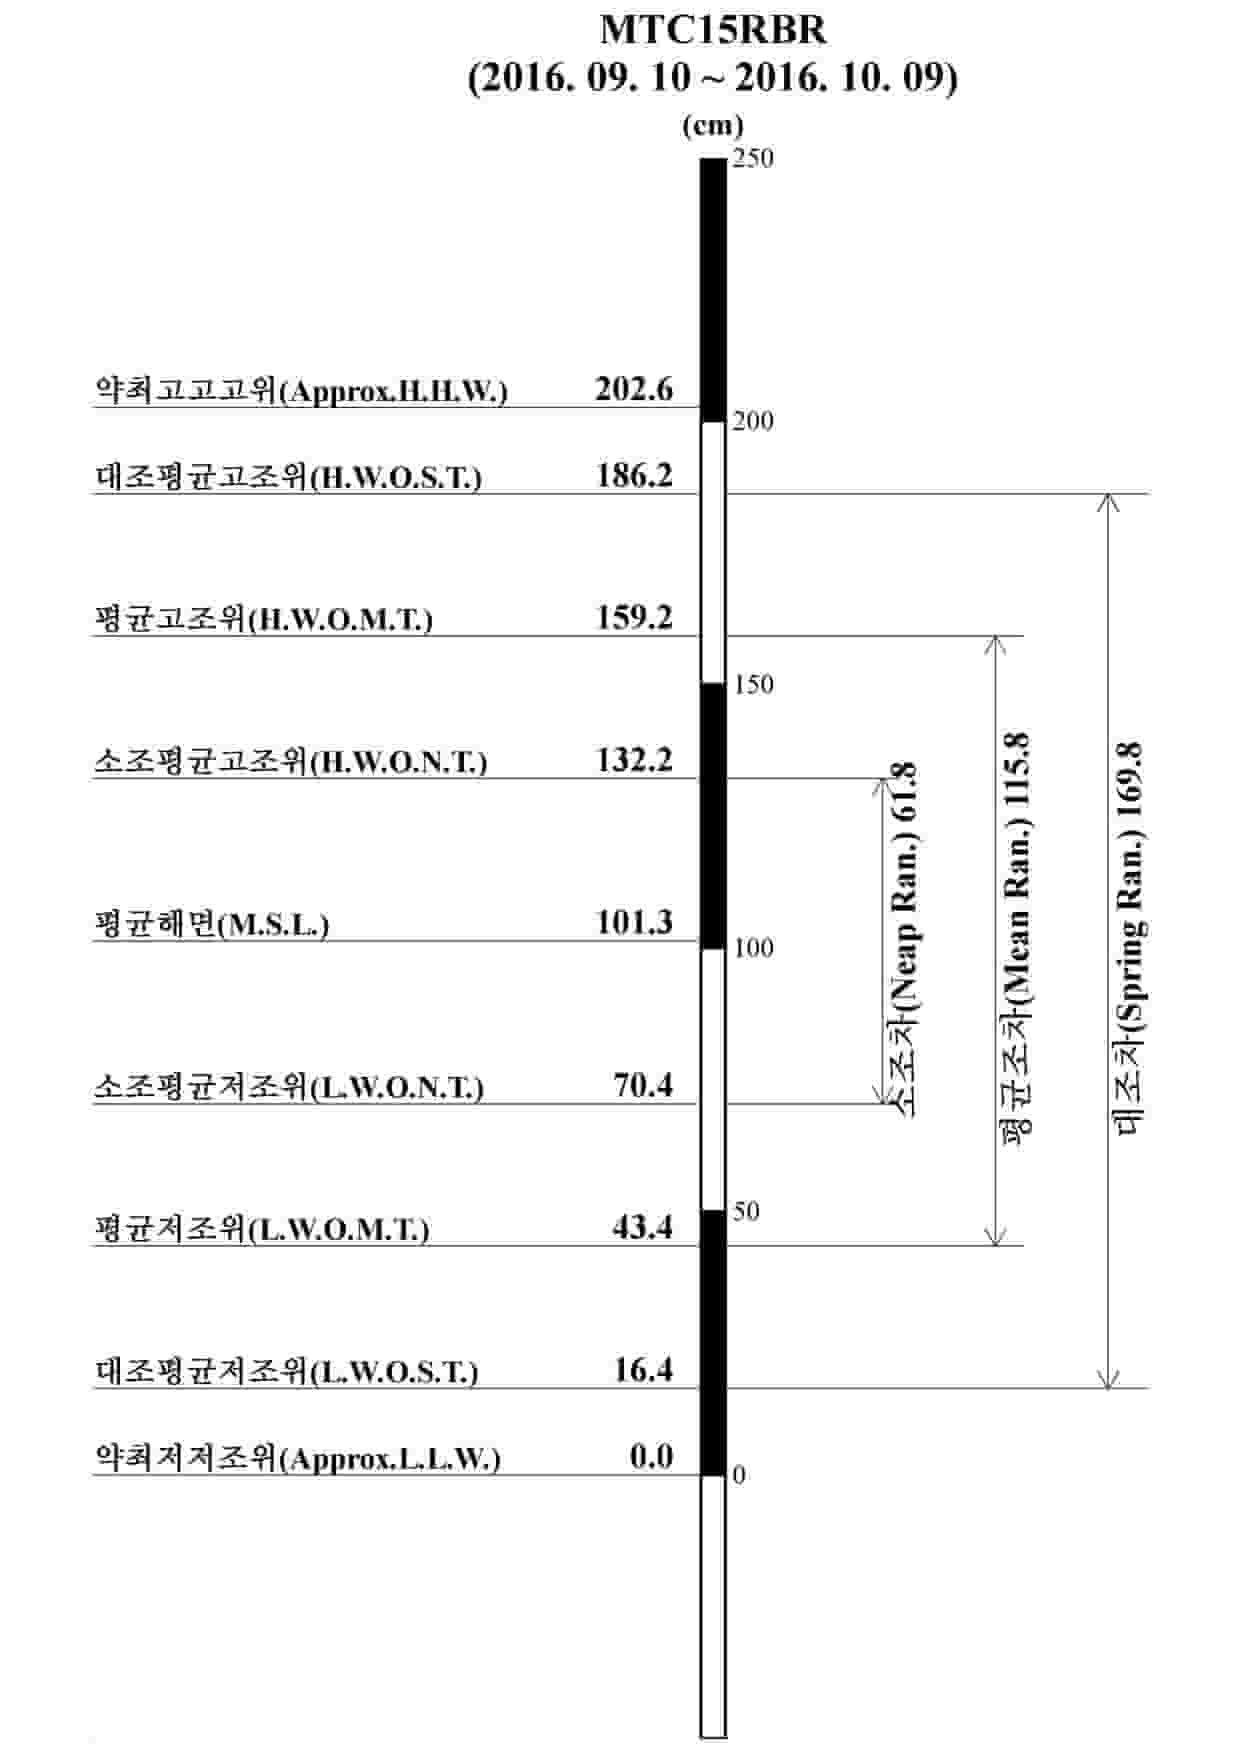 MTC15RBR
(2016. 09. 10 ~ 2016. 10. 09)
(cm)
250
약최고고고위(Approx.H.H.W.) 202.6
200
대조평균고조위(H.W.O.S.T.) 186.2
평균고조위(H.W.O.M.T.) 159.2
150
소조평균고조위(H.W.O.N.T.) 132.2
평균해면(M.S.L.) 101.3
100
소조평균저조위(L.W.O.N.T.) 70.4
50
평균저조위(L.W.O.M.T.) 43.4
대조평균저조위(L.W.O.S.T.) 16.4
약최저저조위(Approx.L.L.W.) 0.0
0
소조차(Neap Ran.) 61.8
평균조차(Mean Ran.) 115.8
대조차(Spring Ran.) 169.8